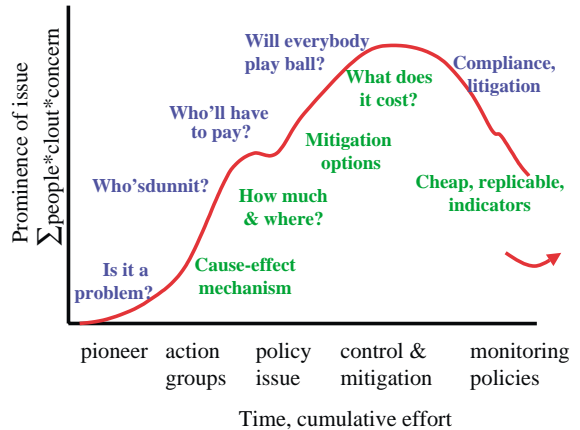 Prominence of issue
∑people*clout*concern
Will everybody
play ball?
What does
it cost?
Compliance,
litigation
Who'll have
to pay?
Mitigation
options
Who'sdunnit?
How much
& where?
Cheap, replicable,
indicators
Is it a
problem?
Cause-effect
mechanism
pioneer
action
groups
policy
issue
control &
mitigation
monitoring
policies
Time, cumulative effort